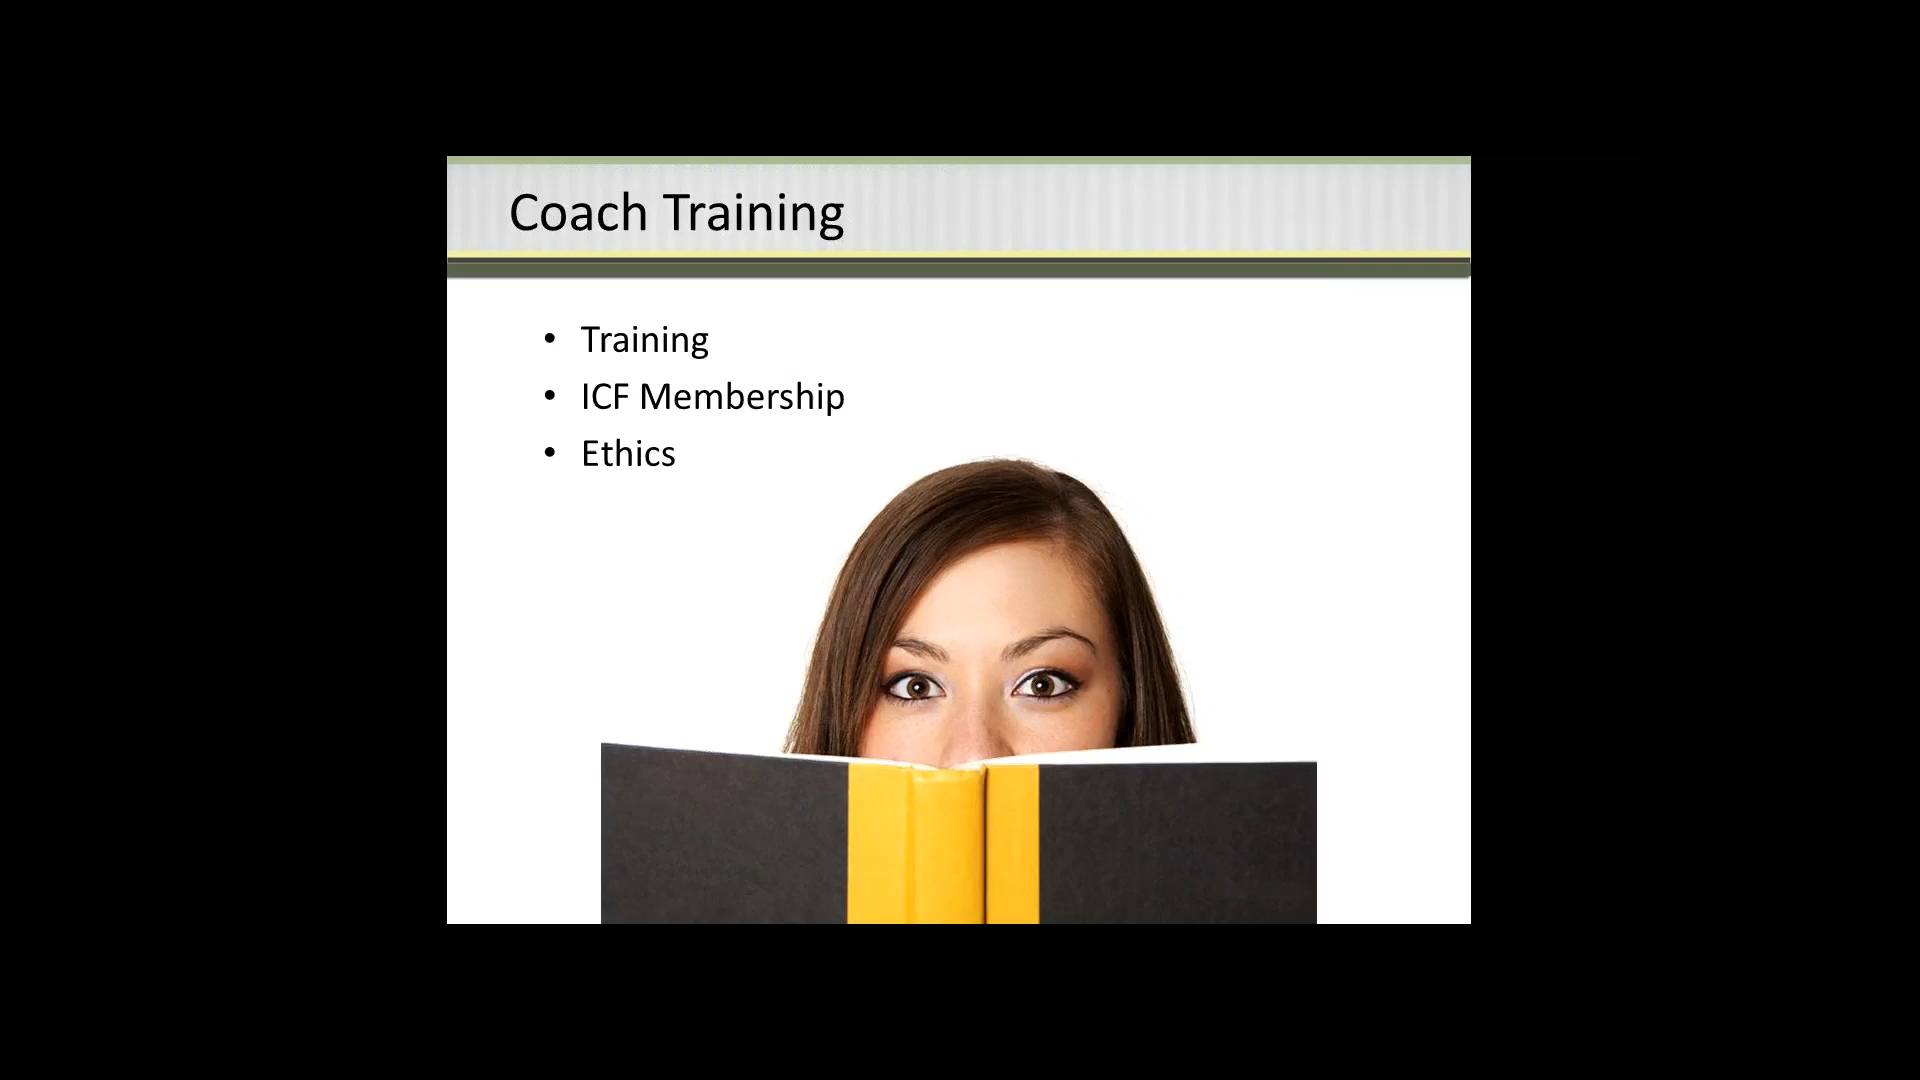 Coach Training
• Training
• ICF Membership
• Ethics